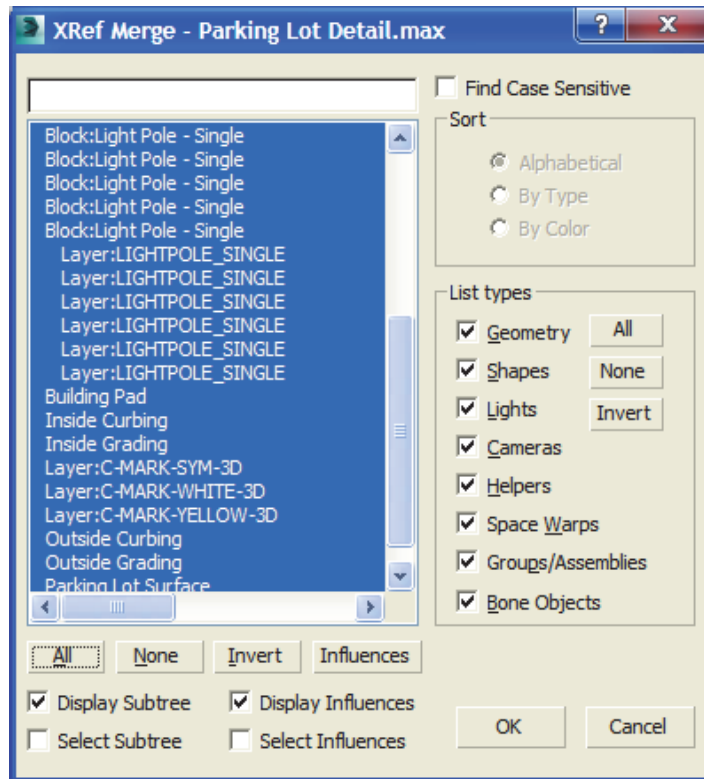 XRef Merge - Parking Lot Detail.max
? X
Find Case Sensitive
Block:Light Pole - Single
Block:Light Pole - Single
Block:Light Pole - Single
Block:Light Pole - Single
Block:Light Pole - Single
Layer:LIGHTPOLE_SINGLE
Layer:LIGHTPOLE_SINGLE
Layer:LIGHTPOLE_SINGLE
Layer:LIGHTPOLE_SINGLE
Layer:LIGHTPOLE_SINGLE
Layer:LIGHTPOLE_SINGLE
Building Pad
Inside Curbing
Inside Grading
Layer:C-MARK-SYM-3D
Layer:C-MARK-WHITE-3D
Layer:C-MARK-YELLOW-3D
Outside Curbing
Outside Grading
Parking Lot Surface
Sort
Alphabetical
By Type
By Color
List types
Geometry All
Shapes None
Lights Invert
Cameras
Helpers
Space Warps
Groups/Assemblies
Bone Objects
All None Invert Influences
Display Subtree Display Influences
Select Subtree Select Influences
OK Cancel